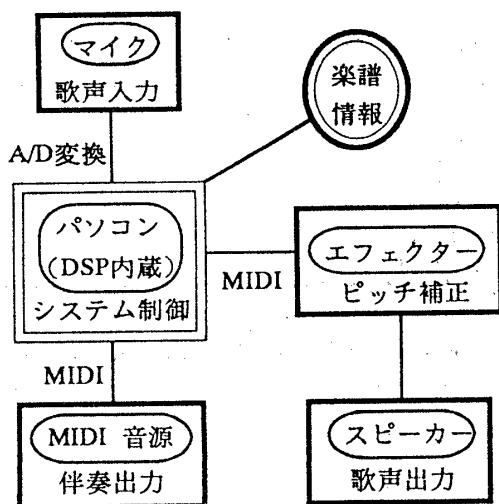 マイク
歌声入力
楽譜
情報
A/D変換
パソコン
(DSP内蔵)
システム制御
MIDI
エフェクター
ピッチ補正
MIDI
MIDI 音源
伴奏出力
スピーカー
歌声出力